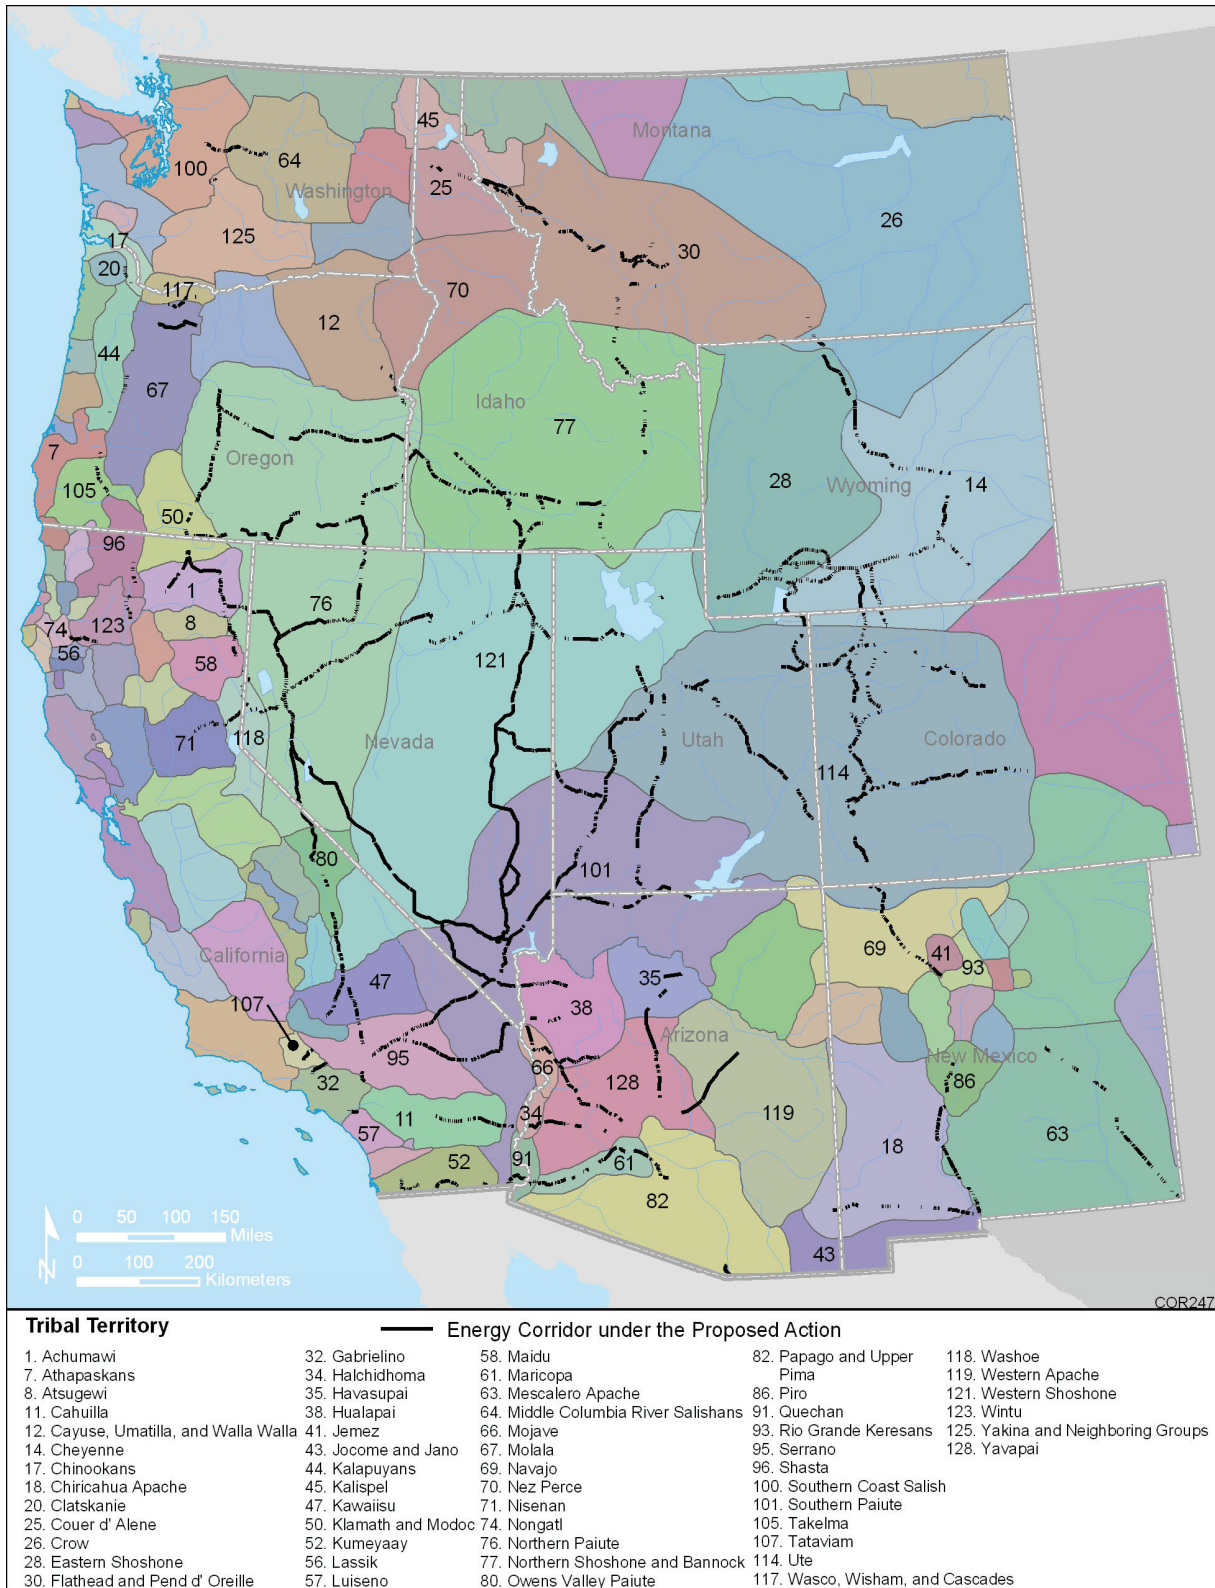 Montana
45
64
100
25
Washington
26
125
17
30
20
117
70
12
44
67
Idaho
77
7
Oregon
28
Wyoming
14
105
50
96
1
76
8
74
123
56
58
121
71
118
Nevada
Utah
Colorado
114
80
101
California
69
41
93
47
35
38
107
Arizona
New Mexico
95
66
32
128
86
34
11
119
57
63
18
91
52
61
82
43
0 50 100 150
Miles
N
0 100 200
Kilometers
COR247
Tribal Territory
Energy Corridor under the Proposed Action
1. Achumawi
7. Athapaskans
8. Atsugewi
11. Cahuilla
12. Cayuse, Umatilla, and Walla Walla
14. Cheyenne
17. Chinookans
18. Chiricahua Apache
20. Clatskanie
25. Couer d' Alene
26. Crow
28. Eastern Shoshone
30. Flathead and Pend d' Oreille
32. Gabrielino
34. Halchidhoma
35. Havasupai
38. Hualapai
41. Jemez
43. Jocome and Jano
44. Kalapuyans
45. Kalispel
47. Kawaiisu
50. Klamath and Modoc
52. Kumeyaay
56. Lassik
57. Luiseno
58. Maidu
61. Maricopa
63. Mescalero Apache
64. Middle Columbia River Salishans
66. Mojave
67. Molala
69. Navajo
70. Nez Perce
71. Nisenan
74. Nongatl
76. Northern Paiute
77. Northern Shoshone and Bannock
80. Owens Valley Paiute
82. Papago and Upper
Pima
86. Piro
91. Quechan
93. Rio Grande Keresans
95. Serrano
96. Shasta
100. Southern Coast Salish
101. Southern Paiute
105. Takelma
107. Tataviam
114. Ute
117. Wasco, Wisham, and Cascades
118. Washoe
119. Western Apache
121. Western Shoshone
123. Wintu
125. Yakina and Neighboring Groups
128. Yavapai